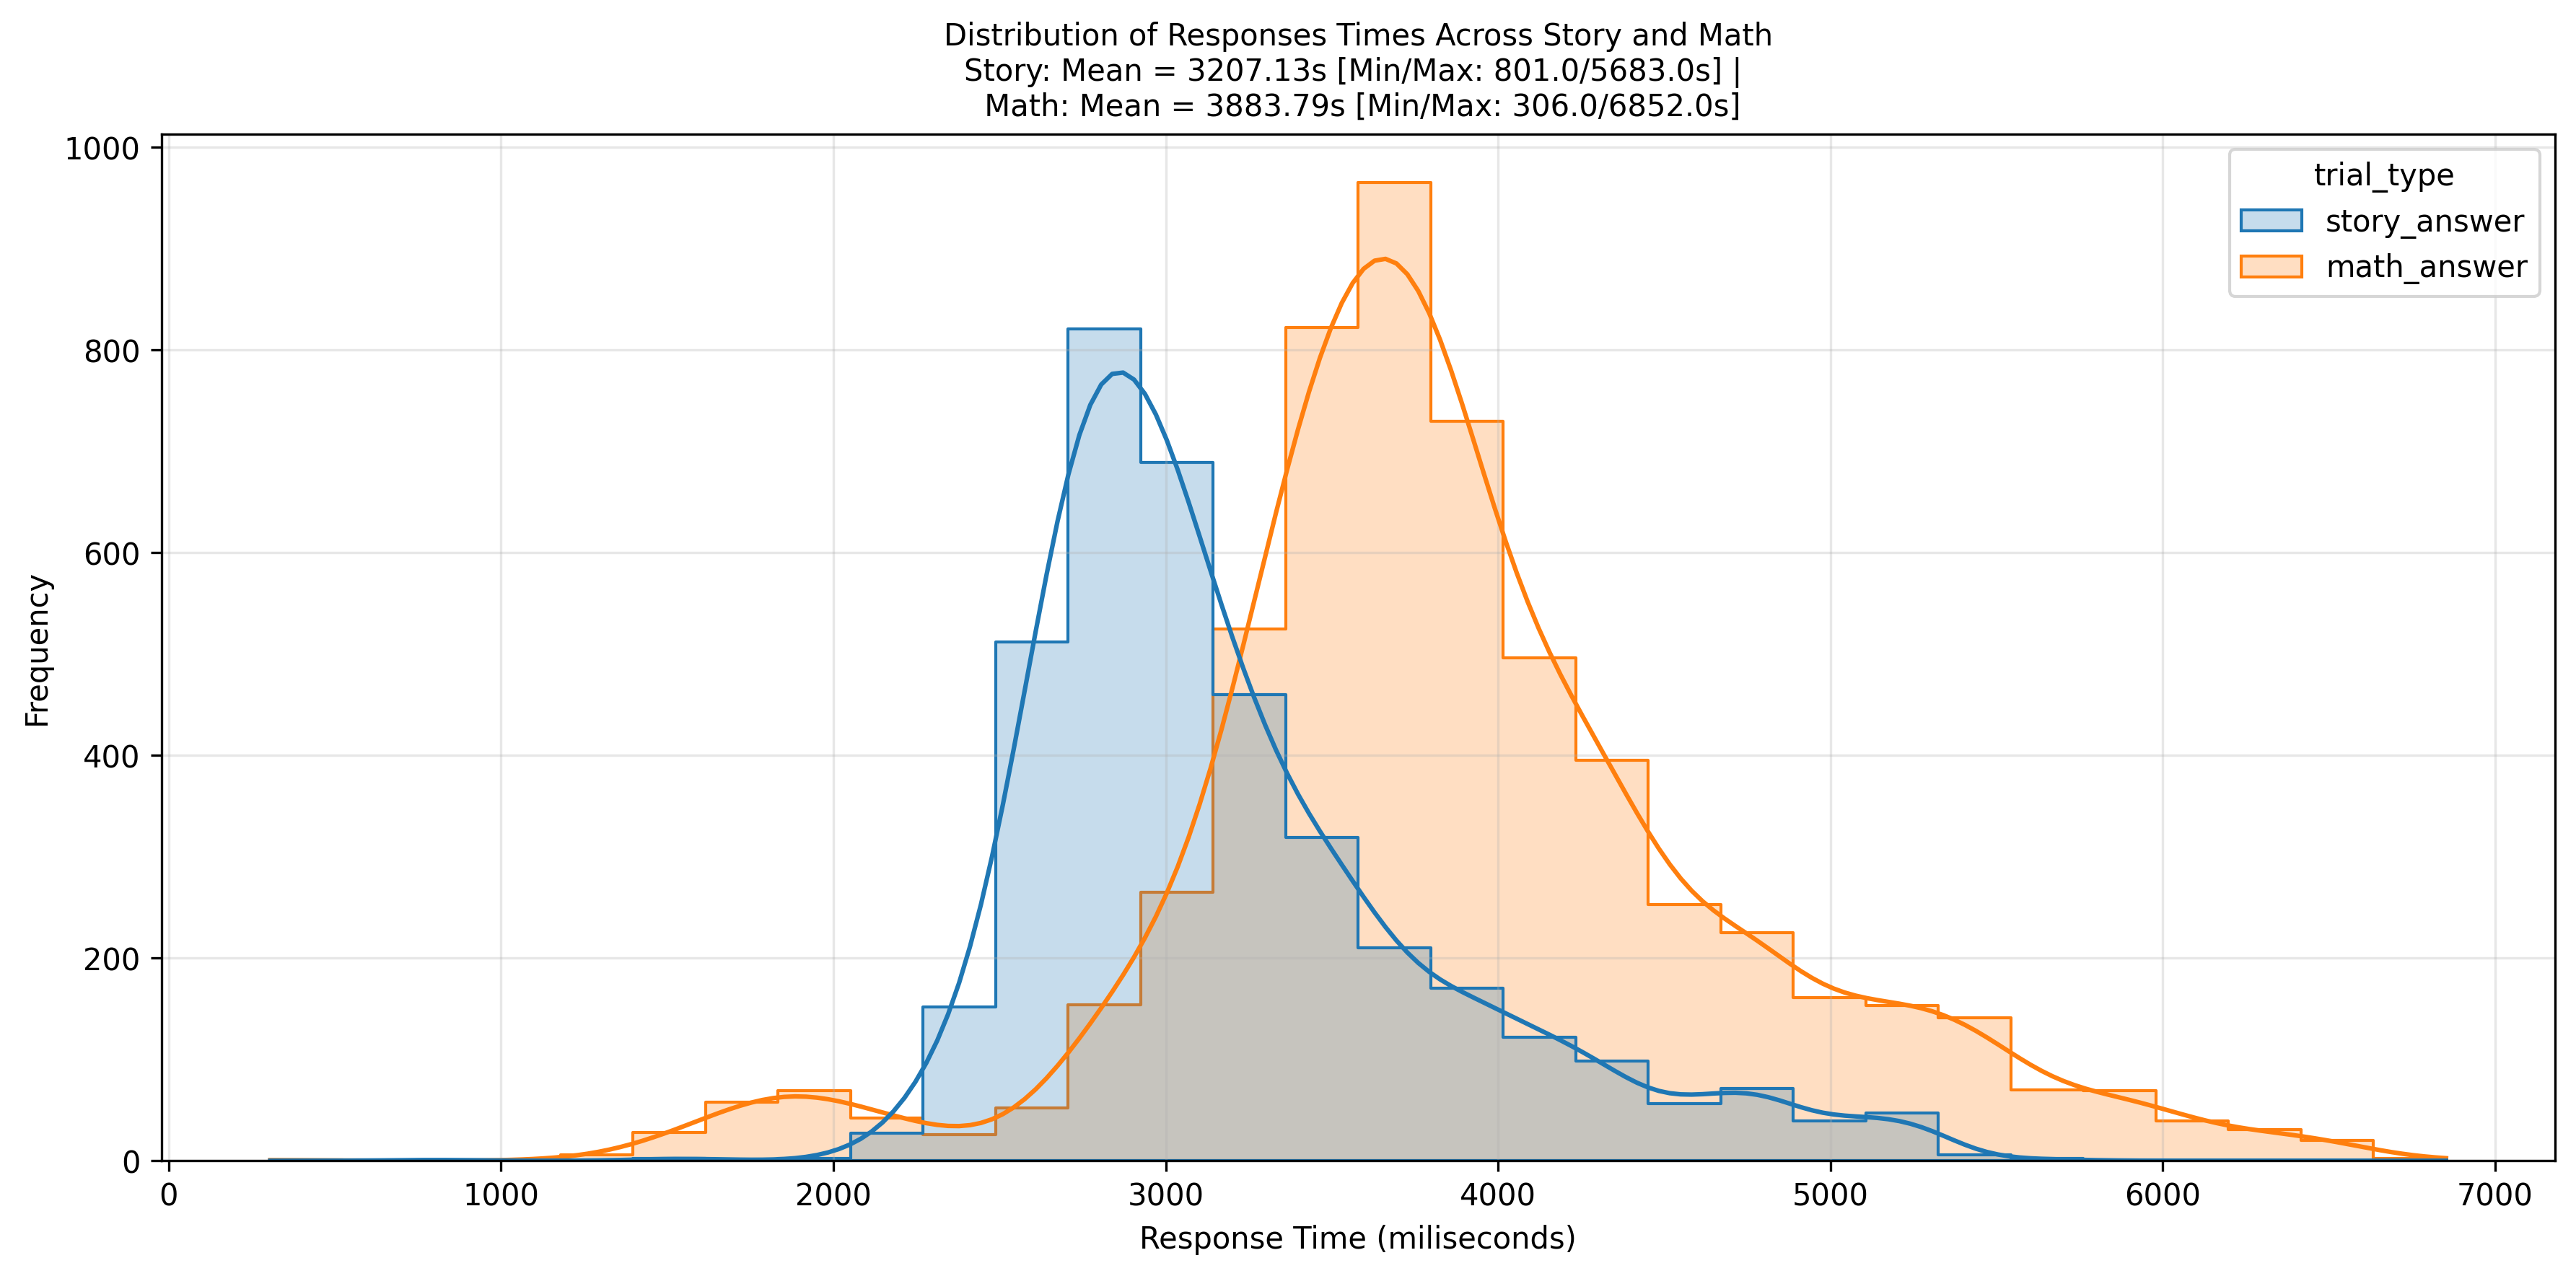 Distribution of Responses Times Across Story and Math
Story: Mean = 3207.13s [Min/Max: 801.0/5683.0s] |
Math: Mean = 3883.79s [Min/Max: 306.0/6852.0s]
1000
800
600
400
200
0
Frequency
trial_type
story_answer
math_answer
0 1000 2000 3000 4000 5000 6000 7000
Response Time (miliseconds)